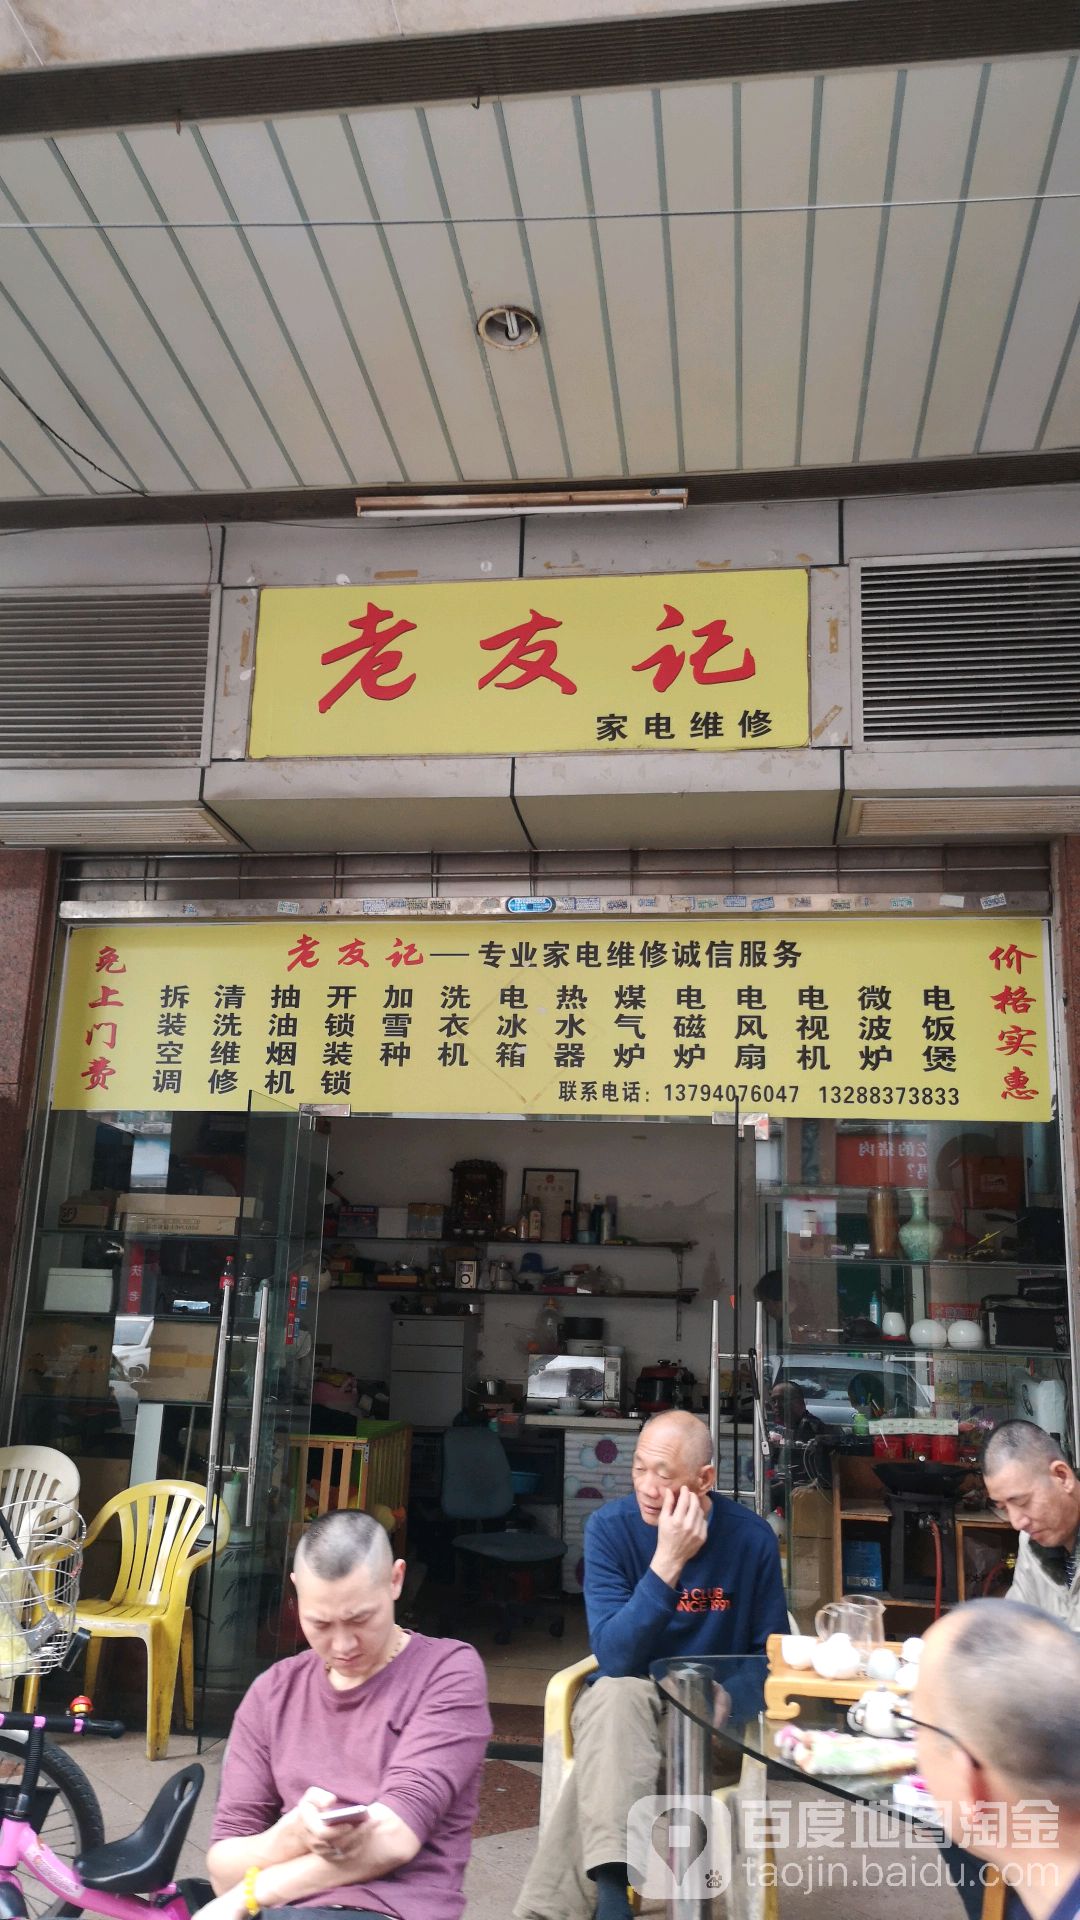 老友记
家电维修
老友记——专业家电维修诚信服务
免上门费
拆装空调
清洗维修
抽油烟机
开锁装锁
加雪种
洗衣机
电冰箱
热水器
煤气炉
电磁炉
电风扇
电视机
微波炉
电饭煲
价格实惠
联系电话：13794076047 13288373833
CLUB
百度地图淘金
taojin.baidu.com